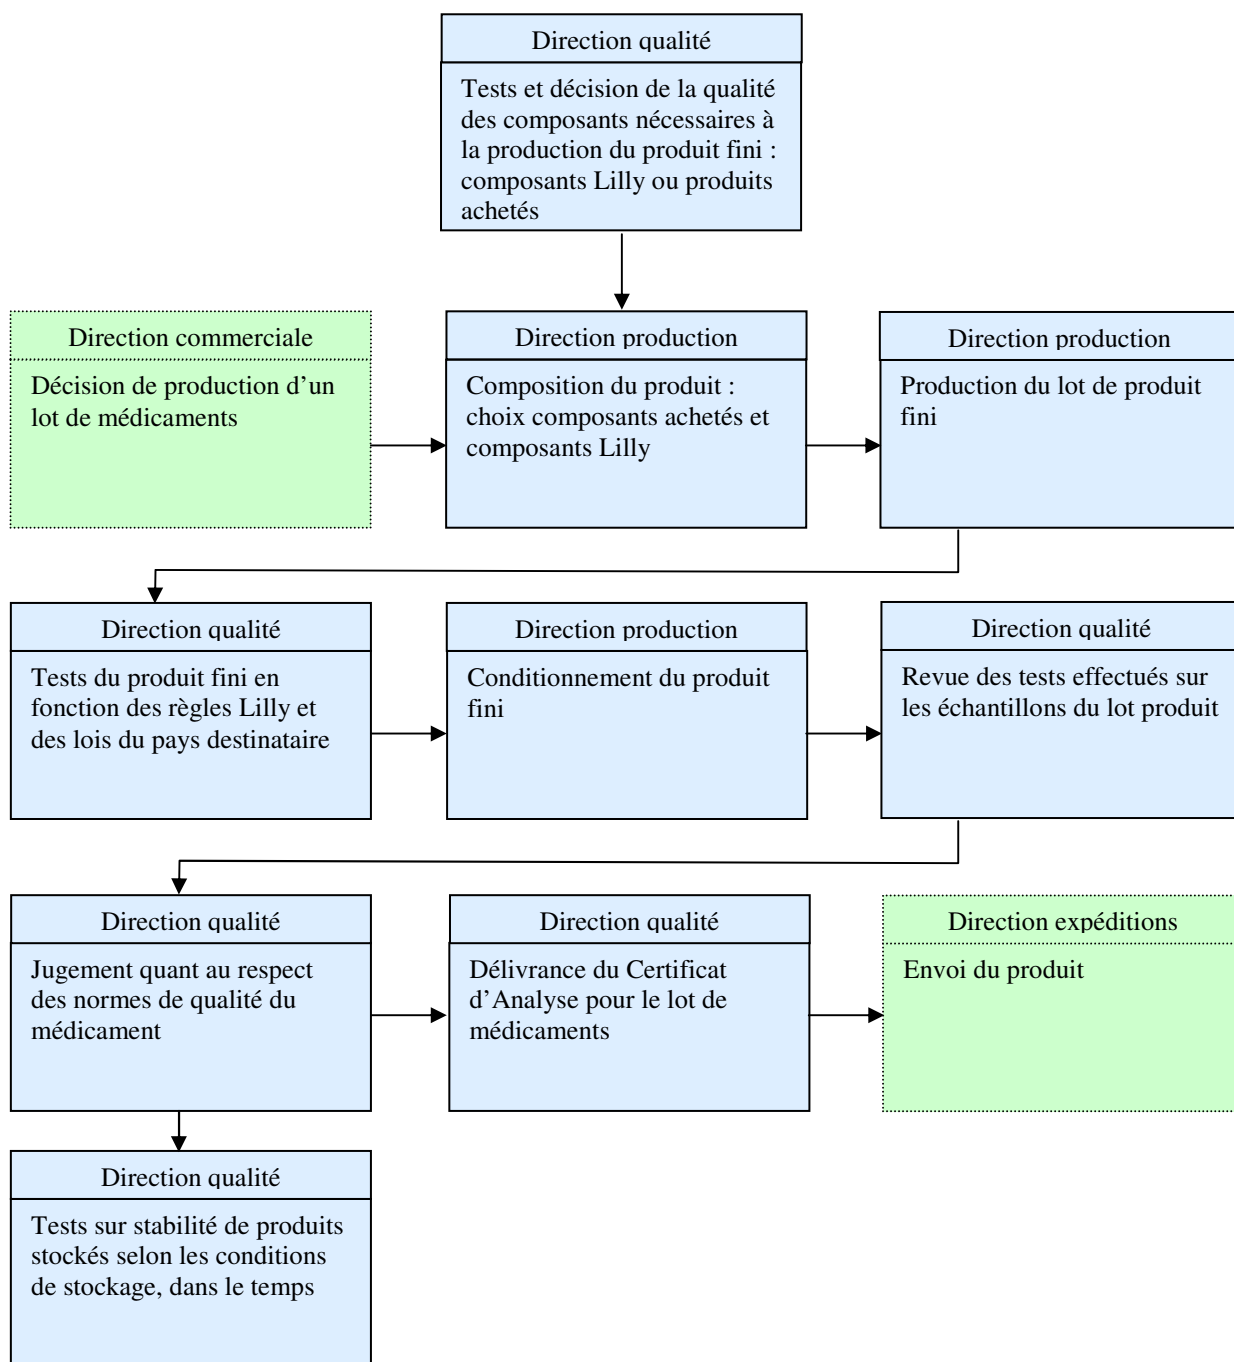 Direction qualité
Tests et décision de la qualité
des composants nécessaires à
la production du produit fini :
composants Lilly ou produits
achetés
Direction commerciale
Décision de production d’un
lot de médicaments
Direction production
Composition du produit :
choix composants achetés et
composants Lilly
Direction production
Production du lot de produit
fini
Direction qualité
Tests du produit fini en
fonction des règles Lilly et
des lois du pays destinataire
Direction production
Conditionnement du produit
fini
Direction qualité
Revue des tests effectués sur
les échantillons du lot produit
Direction qualité
Jugement quant au respect
des normes de qualité du
médicament
Direction qualité
Délivrance du Certificat
d’Analyse pour le lot de
médicaments
Direction expéditions
Envoi du produit
Direction qualité
Tests sur stabilité de produits
stockés selon les conditions
de stockage, dans le temps